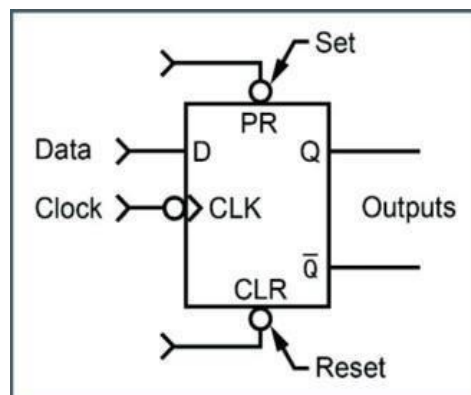 Set
PR
Data
D
Q
Clock
CLK
Outputs
Q̅
CLR
Reset